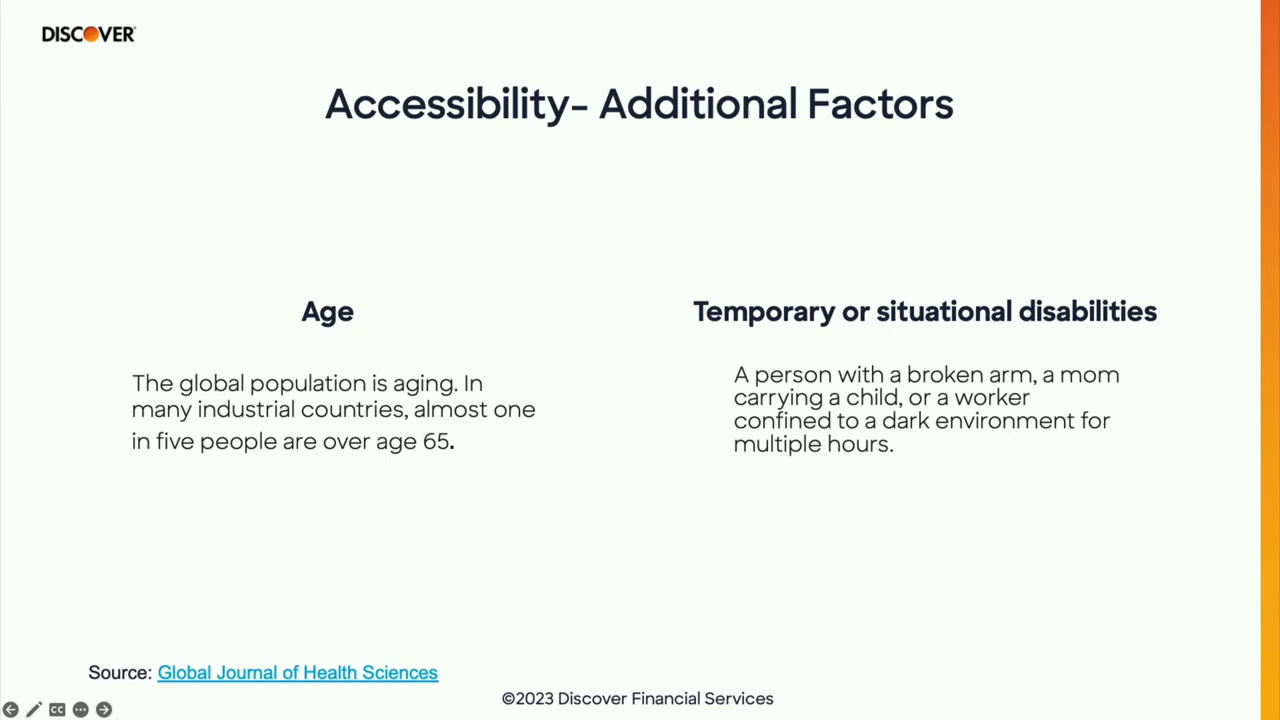 DISCOVER
Accessibility– Additional Factors
Age
The global population is aging. In
many industrial countries, almost one
in five people are over age 65.
Temporary or situational disabilities
A person with a broken arm, a mom
carrying a child, or a worker
confined to a dark environment for
multiple hours.
Source: Global Journal of Health Sciences
©2023 Discover Financial Services
CC